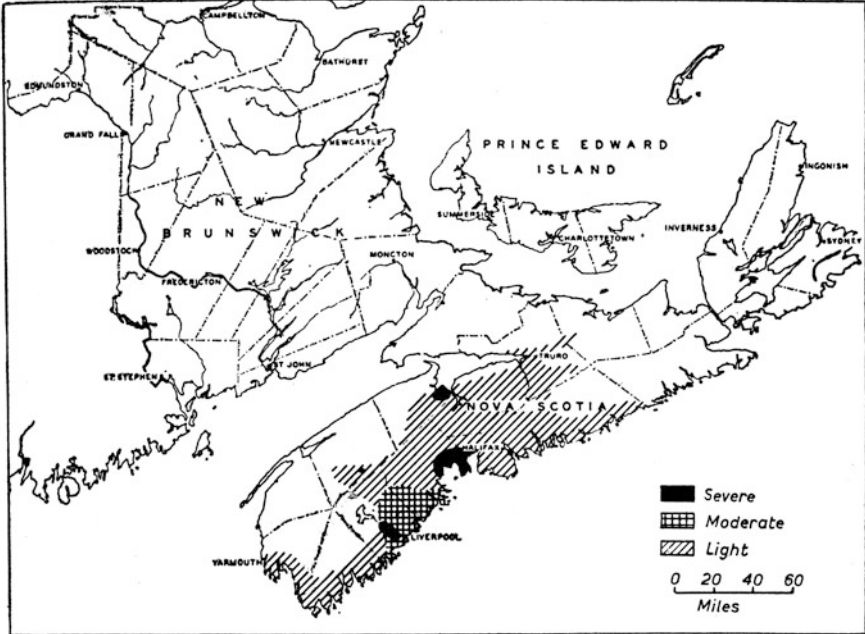 CAMPBELLTON
BATHURST
EDMUNDSTON
GRAND FALL
NEWCASTLE
PRINCE EDWARD
ISLAND
INGONISH
NEW
BRUNSWICK
SUMMERSIDE
CHARLOTTETOWN
INVERNESS
SYDNEY
WOODSTOCK
MONCTON
FREDERICTON
ST JOHN
TRURO
ST. STEPHEN
NOVA SCOTIA
HALIFAX
LIVERPOOL
YARMOUTH
Severe
Moderate
Light
0 20 40 60
Miles